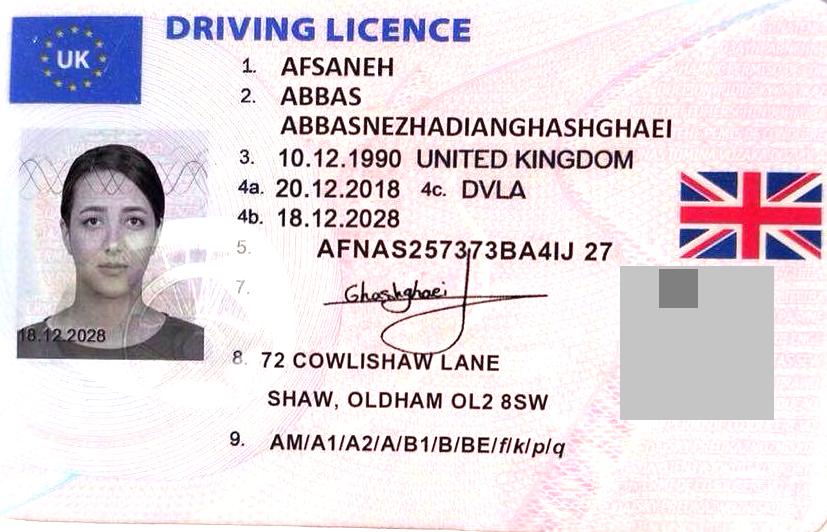 UK
DRIVING LICENCE
1. AFSANEH
2. ABBAS
ABBASNEZHADIANGHASHGHAEI
3. 10.12.1990 UNITED KINGDOM
4a. 20.12.2018 4c. DVLA
4b. 18.12.2028
5. AFNAS257373BA4IJ 27
7. Ghashghaei
18.12.2028
8. 72 COWLISHAW LANE
SHAW, OLDHAM OL2 8SW
9. AM/A1/A2/A/B1/B/BE/f/k/p/q